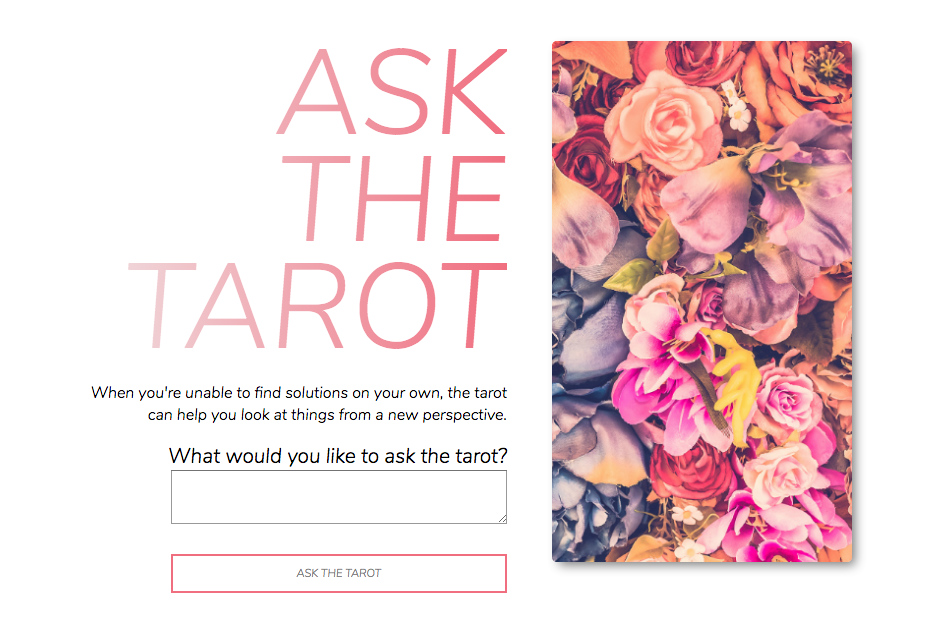 ASK
THE
TAROT
When you're unable to find solutions on your own, the tarot
can help you look at things from a new perspective.
What would you like to ask the tarot?
ASK THE TAROT